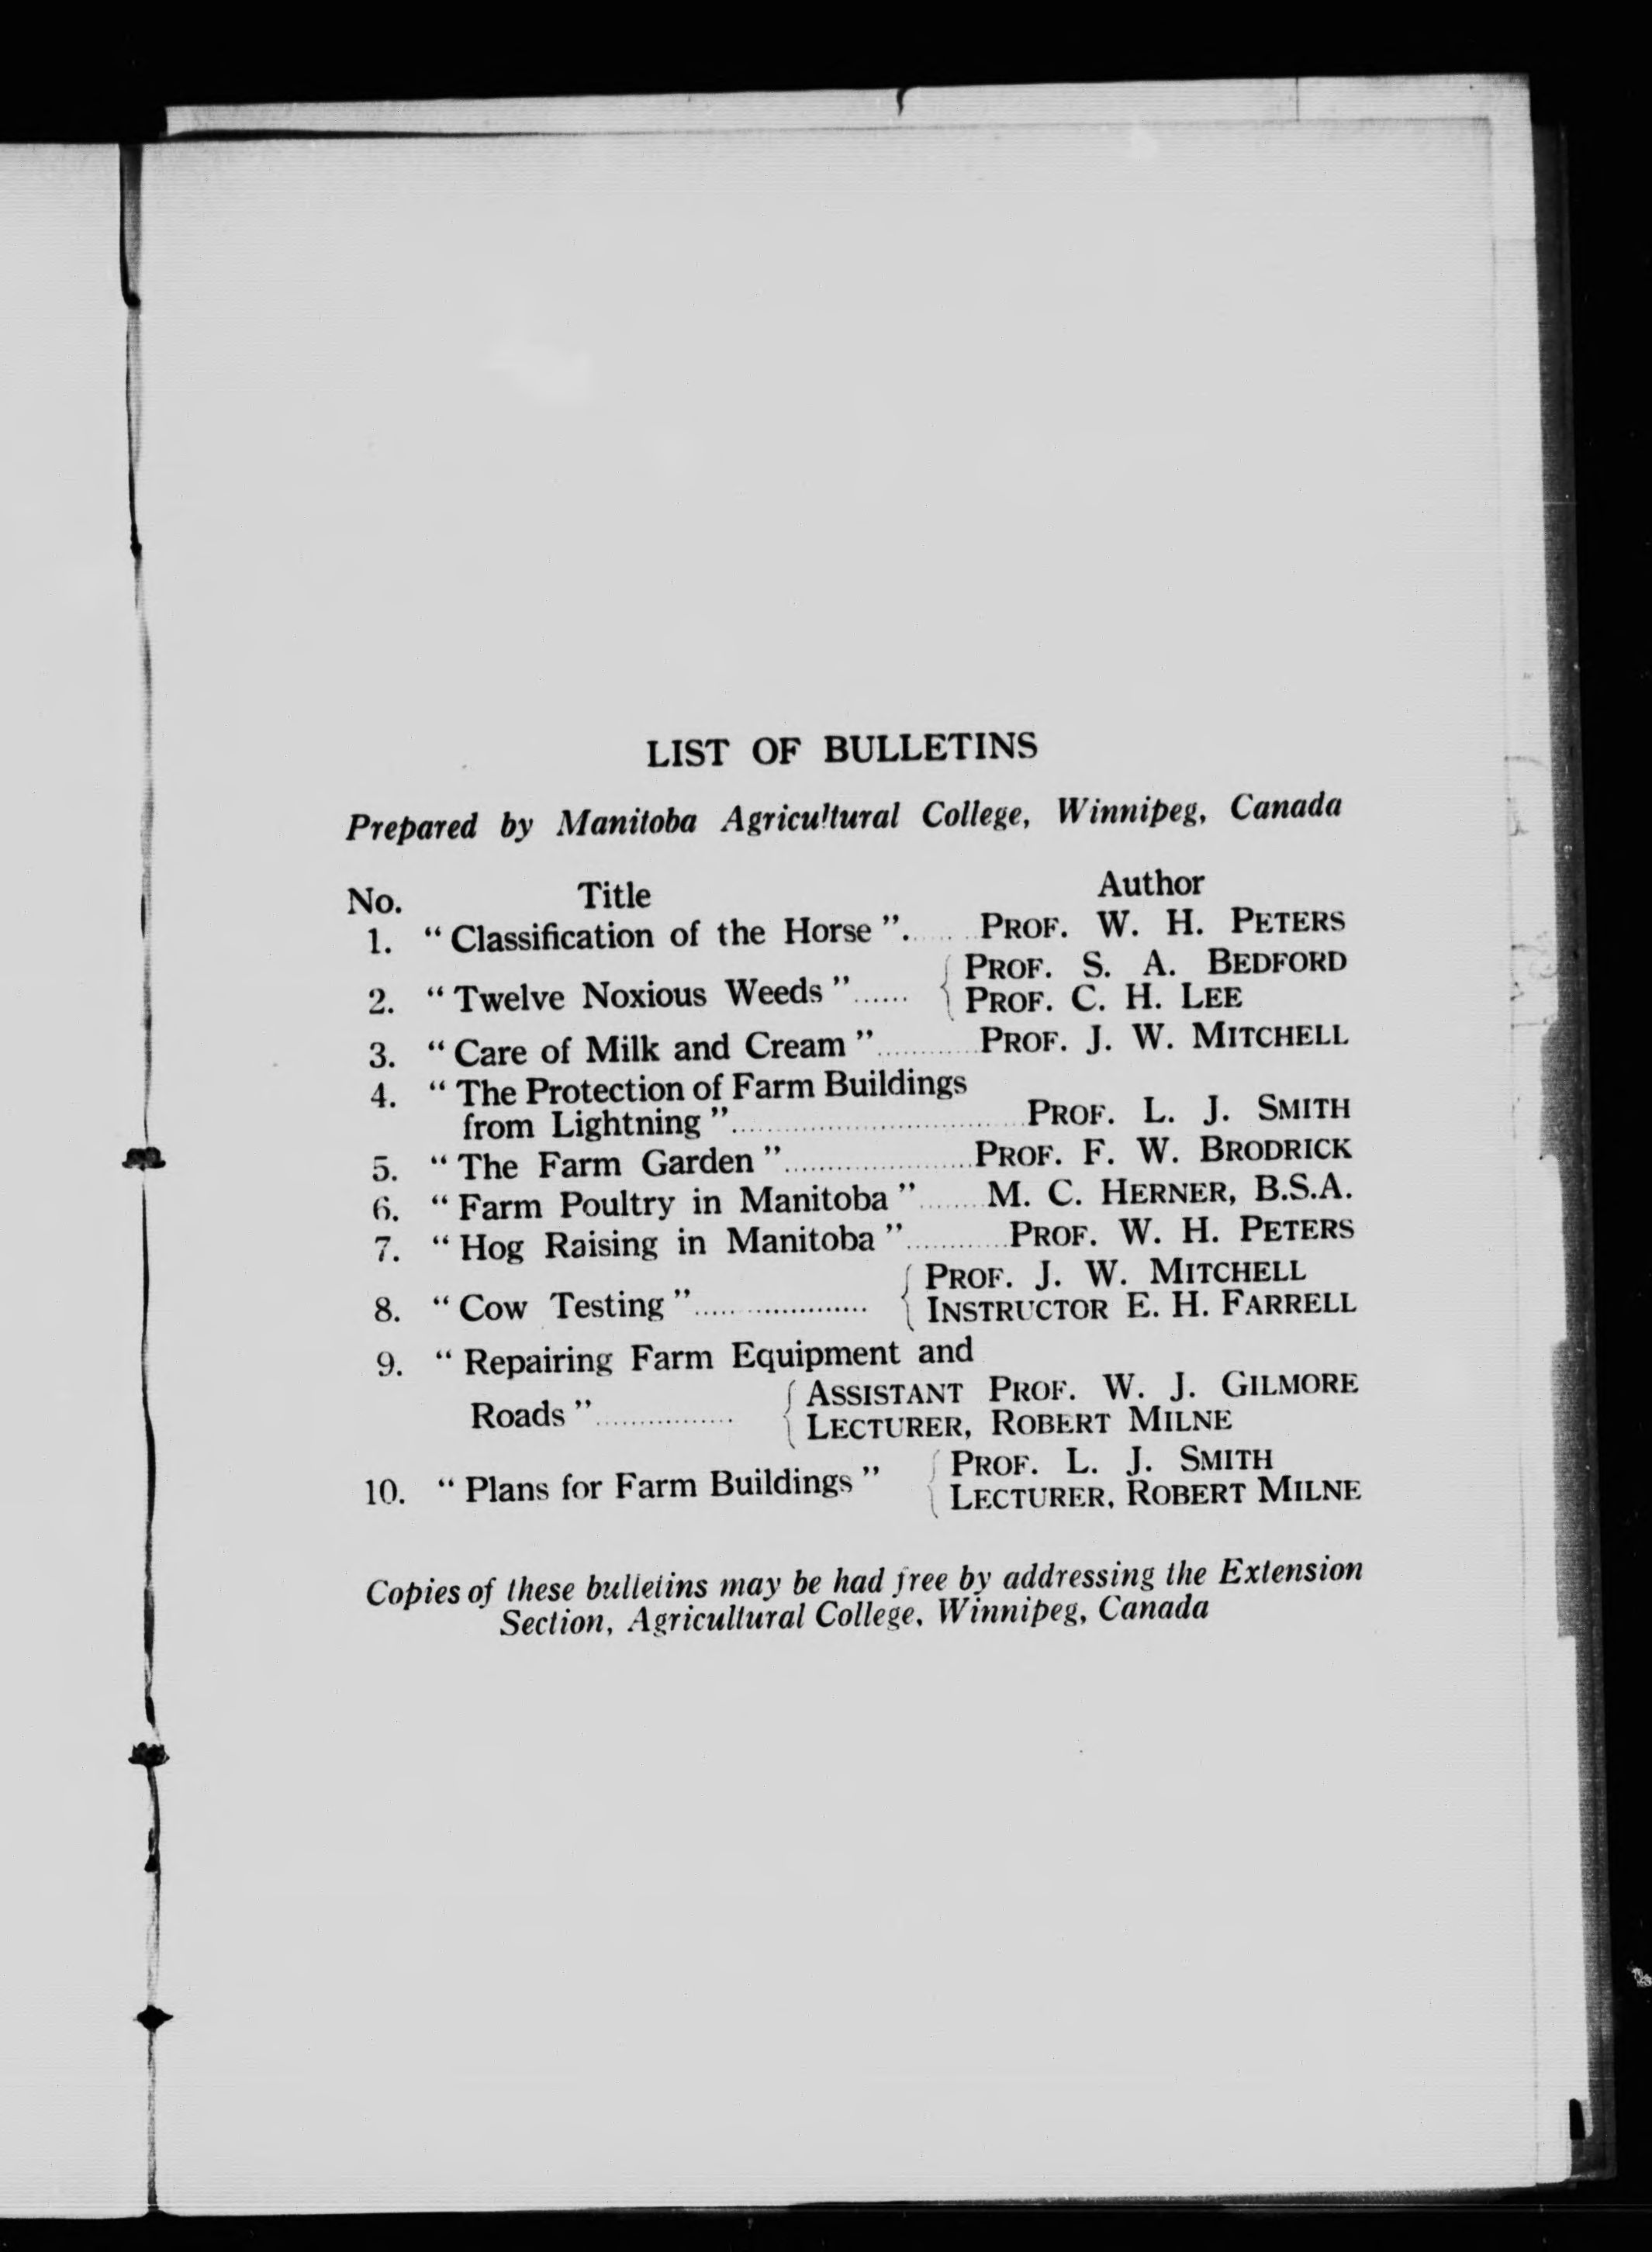 LIST OF BULLETINS
Prepared by Manitoba Agricultural College, Winnipeg, Canada
No. Title Author
1. " Classification of the Horse "....... PROF. W. H. PETERS
2. " Twelve Noxious Weeds "...... { PROF. S. A. BEDFORD
PROF. C. H. LEE
3. " Care of Milk and Cream "............PROF. J. W. MITCHELL
4. " The Protection of Farm Buildings
from Lightning "..................................PROF. L. J. SMITH
5. " The Farm Garden "......................PROF. F. W. BRODRICK
6. " Farm Poultry in Manitoba "........M. C. HERNER, B.S.A.
7. " Hog Raising in Manitoba "............PROF. W. H. PETERS
8. " Cow Testing "..................... { PROF. J. W. MITCHELL
INSTRUCTOR E. H. FARRELL
9. " Repairing Farm Equipment and
Roads "................ { ASSISTANT PROF. W. J. GILMORE
LECTURER, ROBERT MILNE
10. " Plans for Farm Buildings " { PROF. L. J. SMITH
LECTURER, ROBERT MILNE
Copies of these bulletins may be had free by addressing the Extension
Section, Agricultural College, Winnipeg, Canada